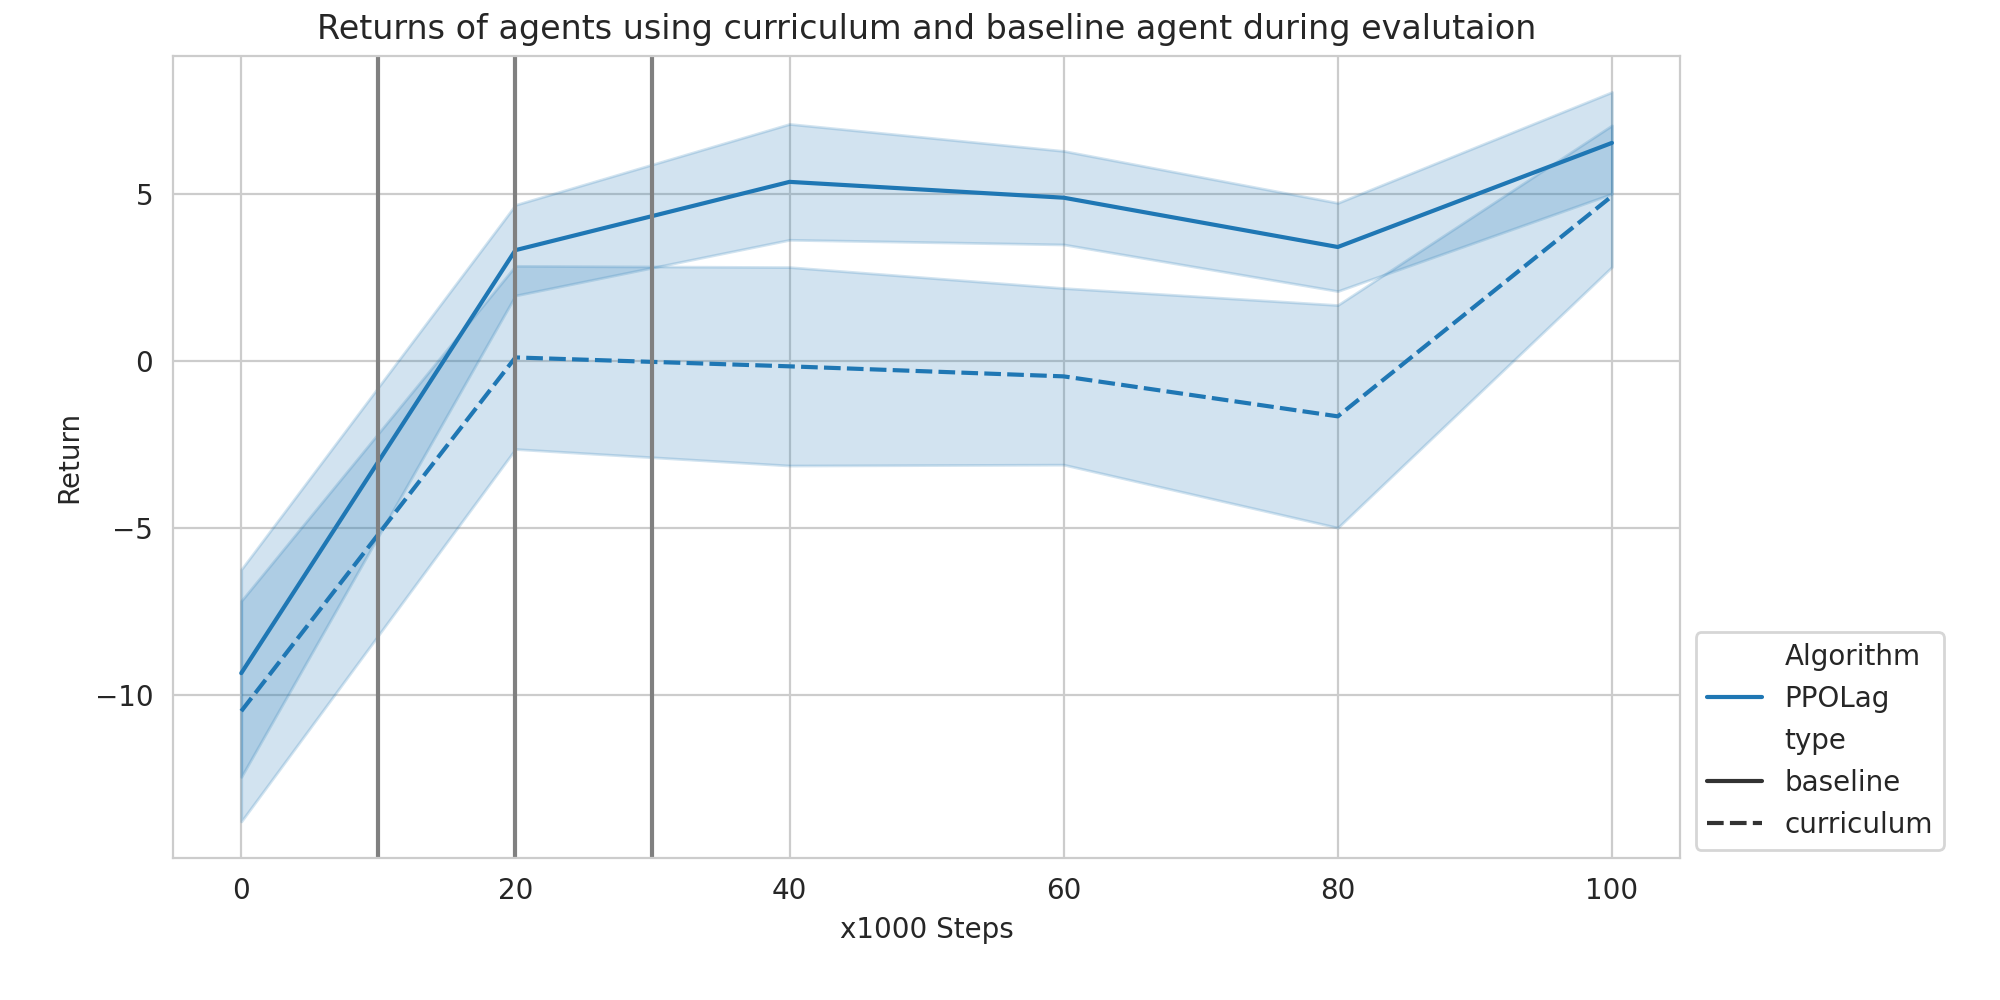 Returns of agents using curriculum and baseline agent during evalutaion
5
0
−5
−10
Return
0 20 40 60 80 100
x1000 Steps
Algorithm
PPOLag
type
baseline
curriculum